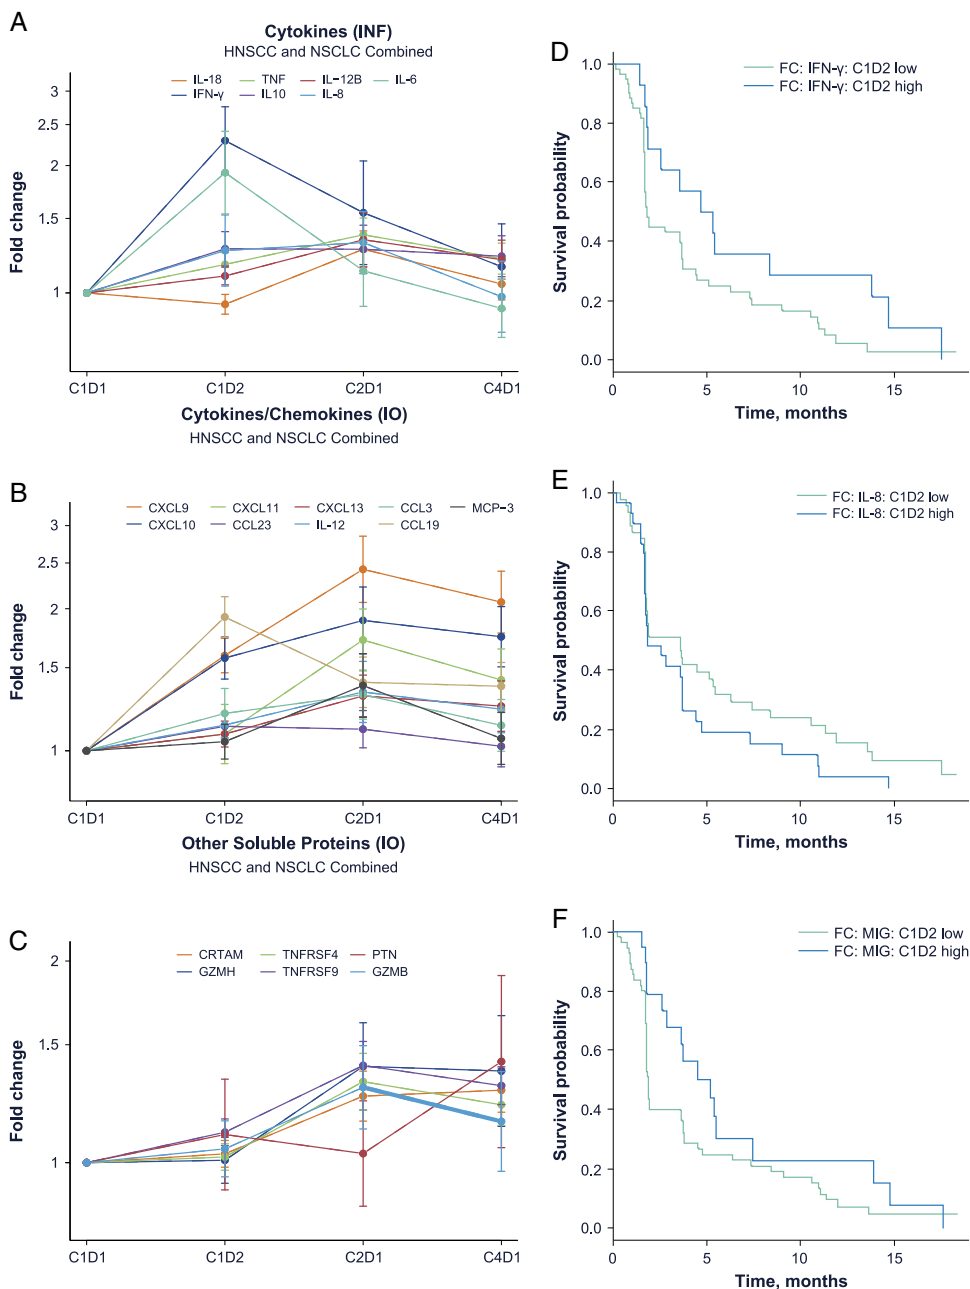 A
Cytokines (INF)
HNSCC and NSCLC Combined
IL-18 TNF IL-12B IL-6
IFN-γ IL10 IL-8
3
2.5
2
1.5
1
Fold change
C1D1 C1D2 C2D1 C4D1
Cytokines/Chemokines (IO)
HNSCC and NSCLC Combined
B
CXCL9 CXCL11 CXCL13 CCL3 MCP-3
CXCL10 CCL23 IL-12 CCL19
3
2.5
2
1.5
1
Fold change
C1D1 C1D2 C2D1 C4D1
Other Soluble Proteins (IO)
HNSCC and NSCLC Combined
C
CRTAM TNFRSF4 PTN
GZMH TNFRSF9 GZMB
2
1.5
1
Fold change
C1D1 C1D2 C2D1 C4D1
D
FC: IFN-γ: C1D2 low
FC: IFN-γ: C1D2 high
1.0
0.8
0.6
0.4
0.2
0.0
Survival probability
0 5 10 15
Time, months
E
FC: IL-8: C1D2 low
FC: IL-8: C1D2 high
1.0
0.8
0.6
0.4
0.2
0.0
Survival probability
0 5 10 15
Time, months
F
FC: MIG: C1D2 low
FC: MIG: C1D2 high
1.0
0.8
0.6
0.4
0.2
0.0
Survival probability
0 5 10 15
Time, months